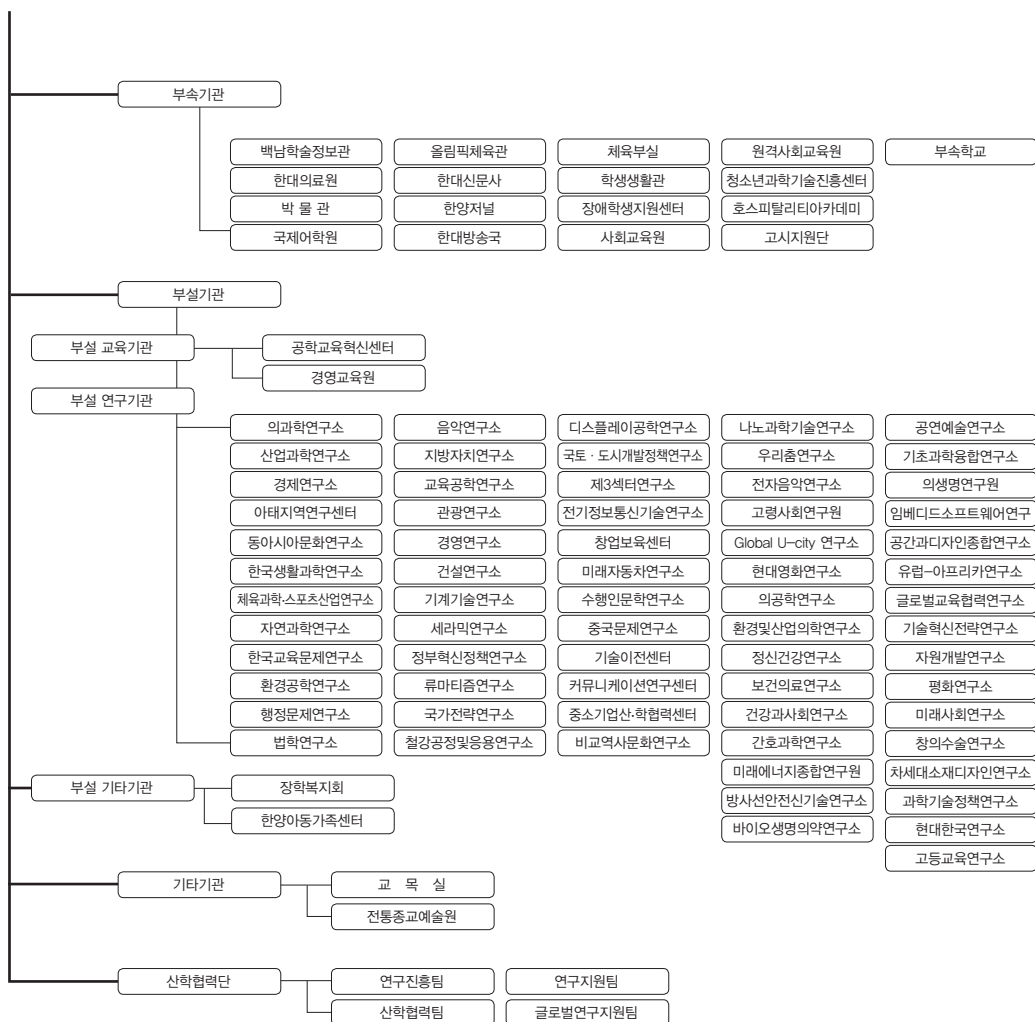 부속기관
백남학술정보관 올림픽체육관 체육부실 원격사회교육원 부속학교
한대의료원 한대신문사 학생생활관 청소년과학기술진흥센터
박 물 관 한양저널 장애학생지원센터 호스피탈리티아카데미
국제어학원 한대방송국 사회교육원 고시지원단
부설기관
부설 교육기관 공학교육혁신센터
경영교육원
부설 연구기관
의과학연구소 음악연구소 디스플레이공학연구소 나노과학기술연구소 공연예술연구소
산업과학연구소 지방자치연구소 국토·도시개발정책연구소 우리춤연구소 기초과학융합연구소
경제연구소 교육공학연구소 제3섹터연구소 전자음악연구소 의생명연구원
아태지역연구센터 관광연구소 전기정보통신기술연구소 고령사회연구원 임베디드소프트웨어연구
동아시아문화연구소 경영연구소 창업보육센터 Global U-city 연구소 공간과디자인종합연구소
한국생활과학연구소 건설연구소 미래자동차연구소 현대영화연구소 유럽-아프리카연구소
체육과학·스포츠산업연구소 기계기술연구소 수행인문학연구소 의공학연구소 글로벌교육협력연구소
자연과학연구소 세라믹연구소 중국문제연구소 환경및산업의학연구소 기술혁신전략연구소
한국교육문제연구소 정부혁신정책연구소 기술이전센터 정신건강연구소 자원개발연구소
환경공학연구소 류마티즘연구소 커뮤니케이션연구센터 보건의료연구소 평화연구소
행정문제연구소 국가전략연구소 중소기업산·학협력센터 건강과사회연구소 미래사회연구소
법학연구소 철강공정및응용연구소 비교역사문화연구소 간호과학연구소 창의수술연구소
부설 기타기관 장학복지회 미래에너지종합연구원 차세대소재디자인연구소
한양아동가족센터 방사선안전신기술연구소 과학기술정책연구소
바이오생명의약연구소 현대한국연구소
고등교육연구소
기타기관 교 목 실
전통종교예술원
산학협력단 연구진흥팀 연구지원팀
산학협력팀 글로벌연구지원팀